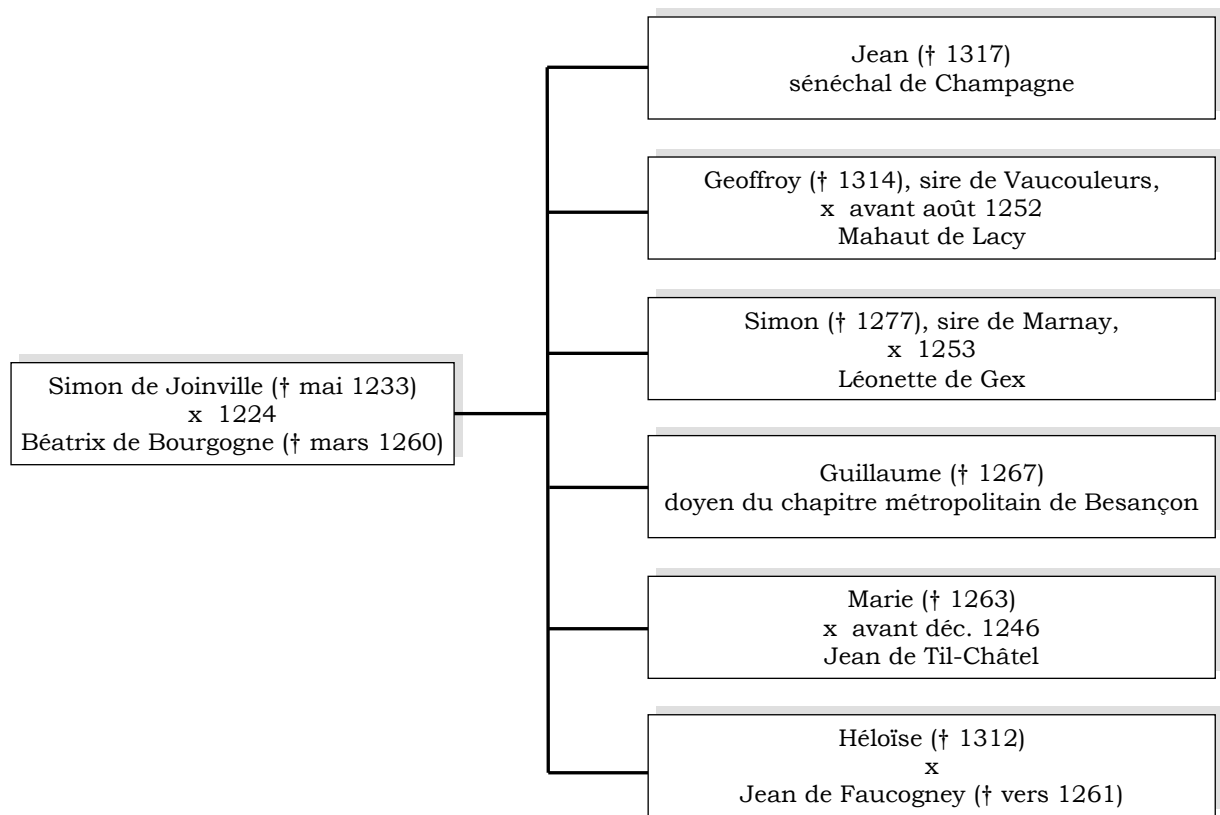 Simon de Joinville († mai 1233)
x 1224
Béatrix de Bourgogne († mars 1260)
Jean († 1317)
sénéchal de Champagne
Geoffroy († 1314), sire de Vaucouleurs,
x avant août 1252
Mahaut de Lacy
Simon († 1277), sire de Marnay,
x 1253
Léonette de Gex
Guillaume († 1267)
doyen du chapitre métropolitain de Besançon
Marie († 1263)
x avant déc. 1246
Jean de Til-Châtel
Héloïse († 1312)
x
Jean de Faucogney († vers 1261)